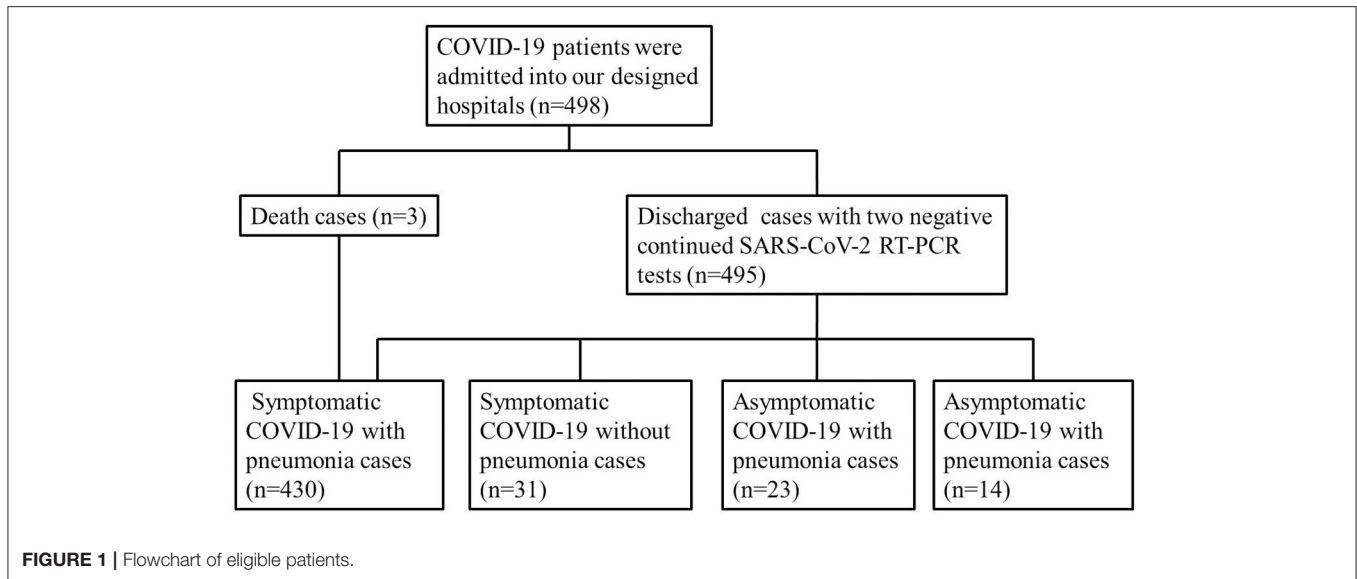 COVID-19 patients were
admitted into our designed
hospitals (n=498)
Death cases (n=3)
Discharged cases with two negative
continued SARS-CoV-2 RT-PCR
tests (n=495)
Symptomatic
COVID-19 with
pneumonia cases
(n=430)
Symptomatic
COVID-19 without
pneumonia cases
(n=31)
Asymptomatic
COVID-19 with
pneumonia cases
(n=23)
Asymptomatic
COVID-19 with
pneumonia cases
(n=14)
FIGURE 1 | Flowchart of eligible patients.